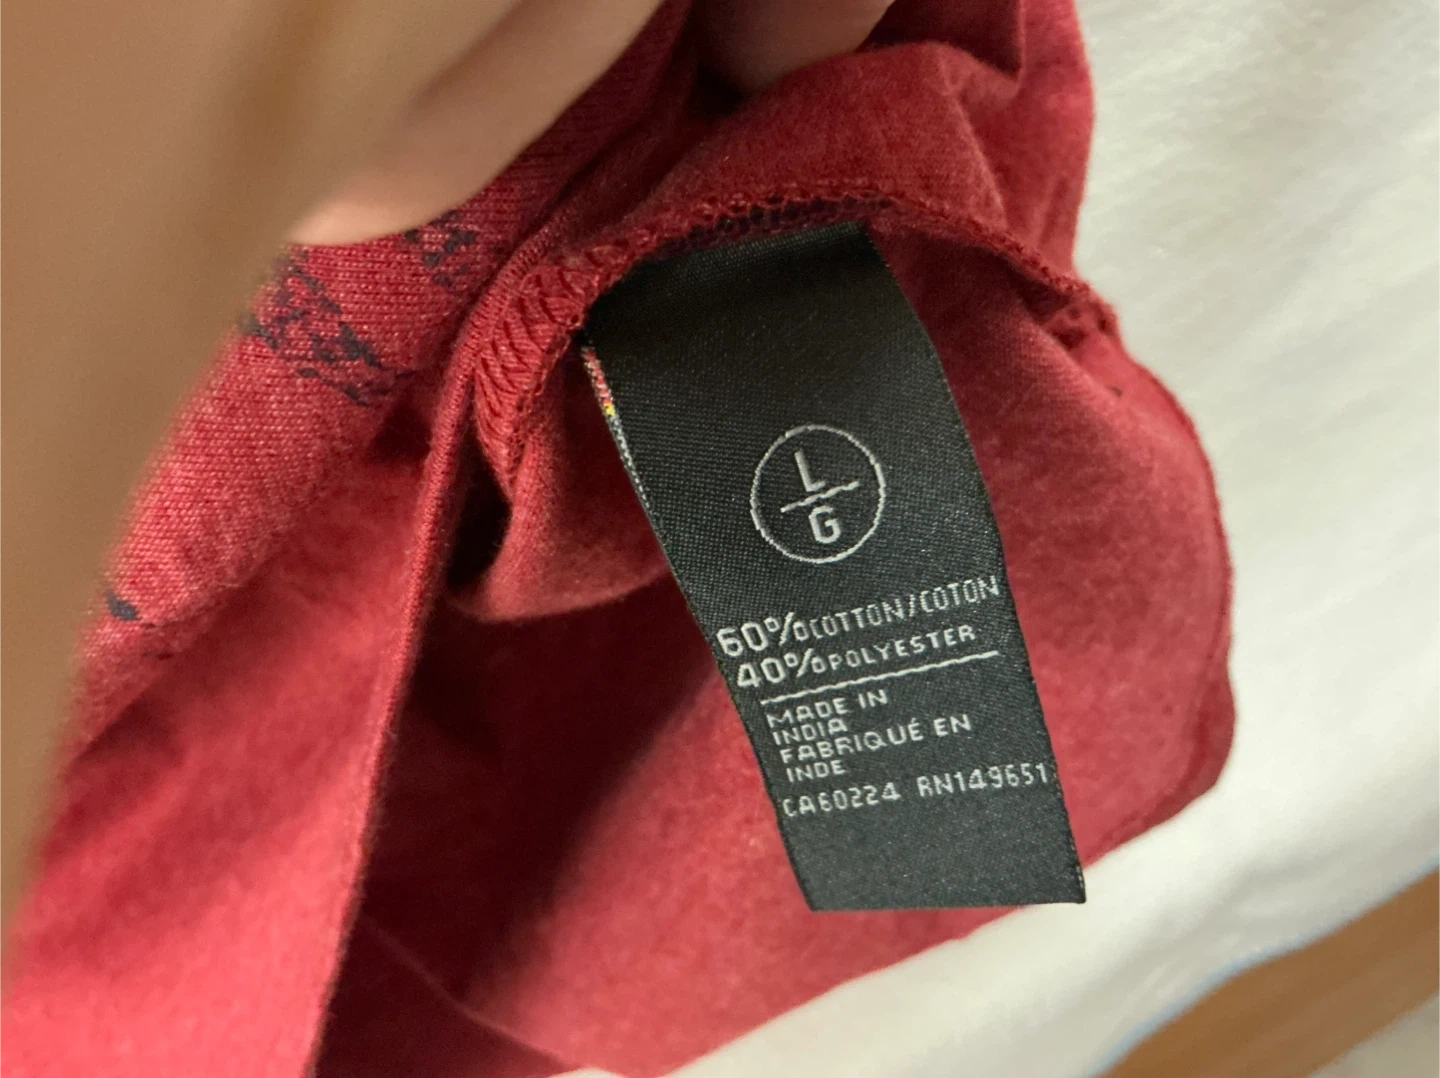 L
G
60%COTTON/COTON
40%POLYESTER
MADE IN
INDIA
FABRIQUÉ EN
INDE
CA60224 RN149651